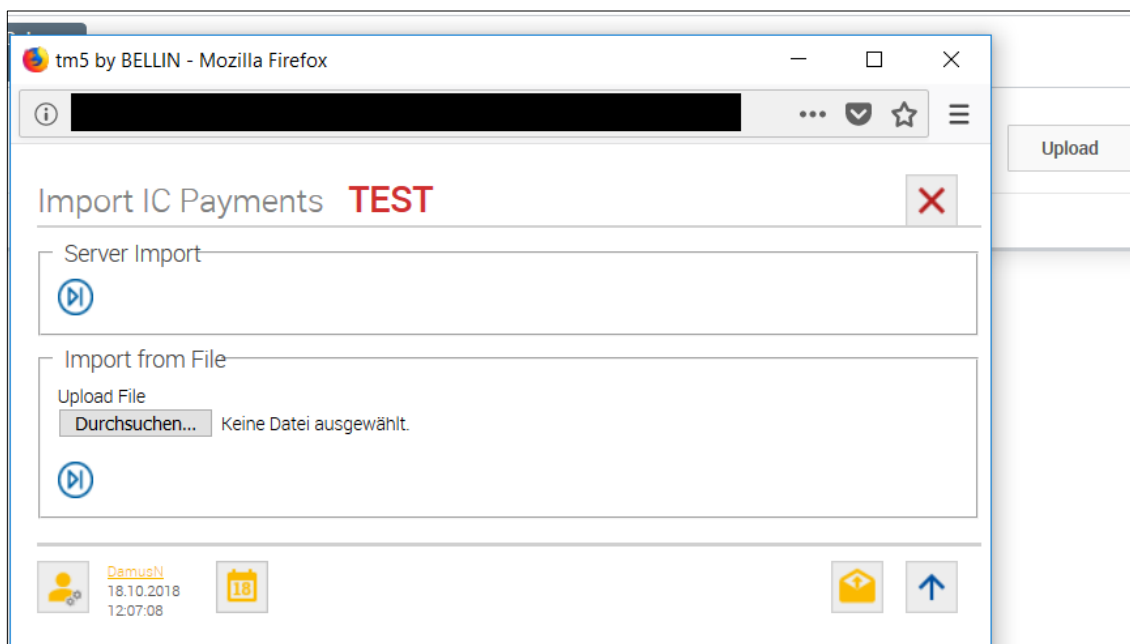 tm5 by BELLIN - Mozilla Firefox
Upload
Import IC Payments TEST
Server Import
Import from File
Upload File
Durchsuchen... Keine Datei ausgewählt.
DamusN
18.10.2018
12:07:08
18